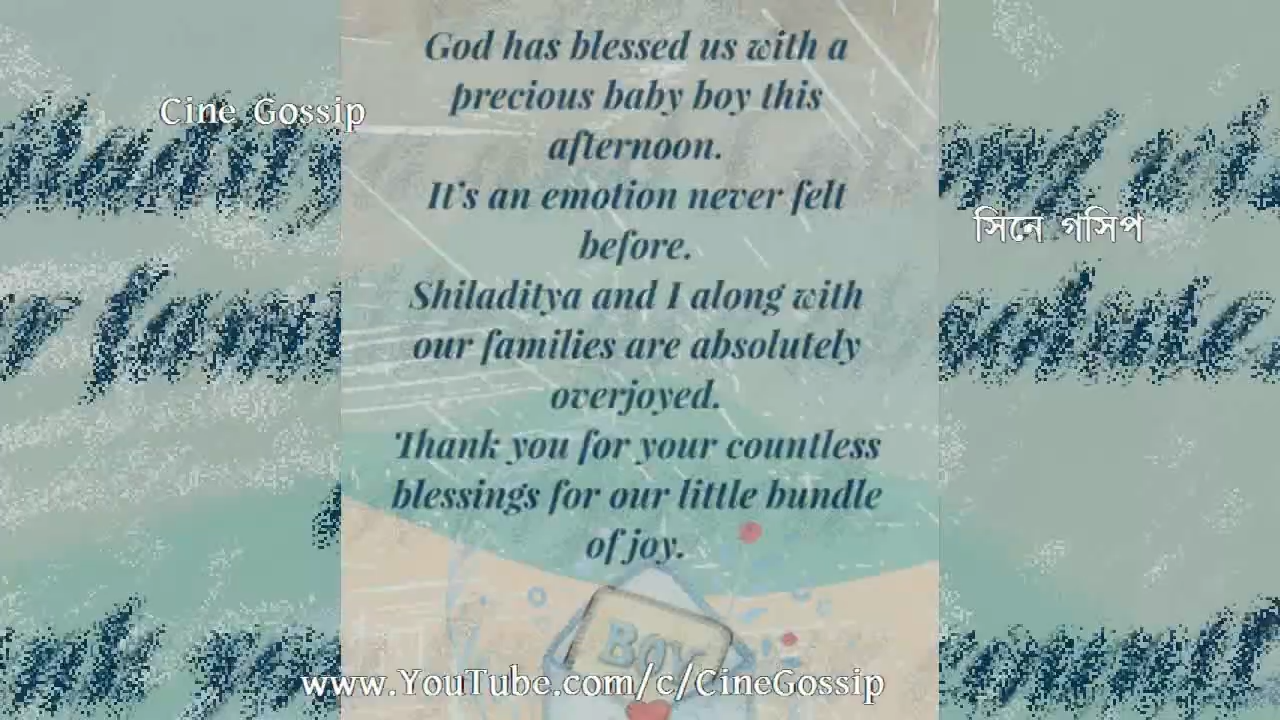 God has blessed us with a
precious baby boy this
Cine Gossip
afternoon.
It's an emotion never felt
সিনে গসিপ
before.
Shiladitya and I along with
our families are absolutely
overjoyed.
Thank you for your countless
blessings for our little bundle
of joy.
BOY
www.YouTube.com/c/CineGossip